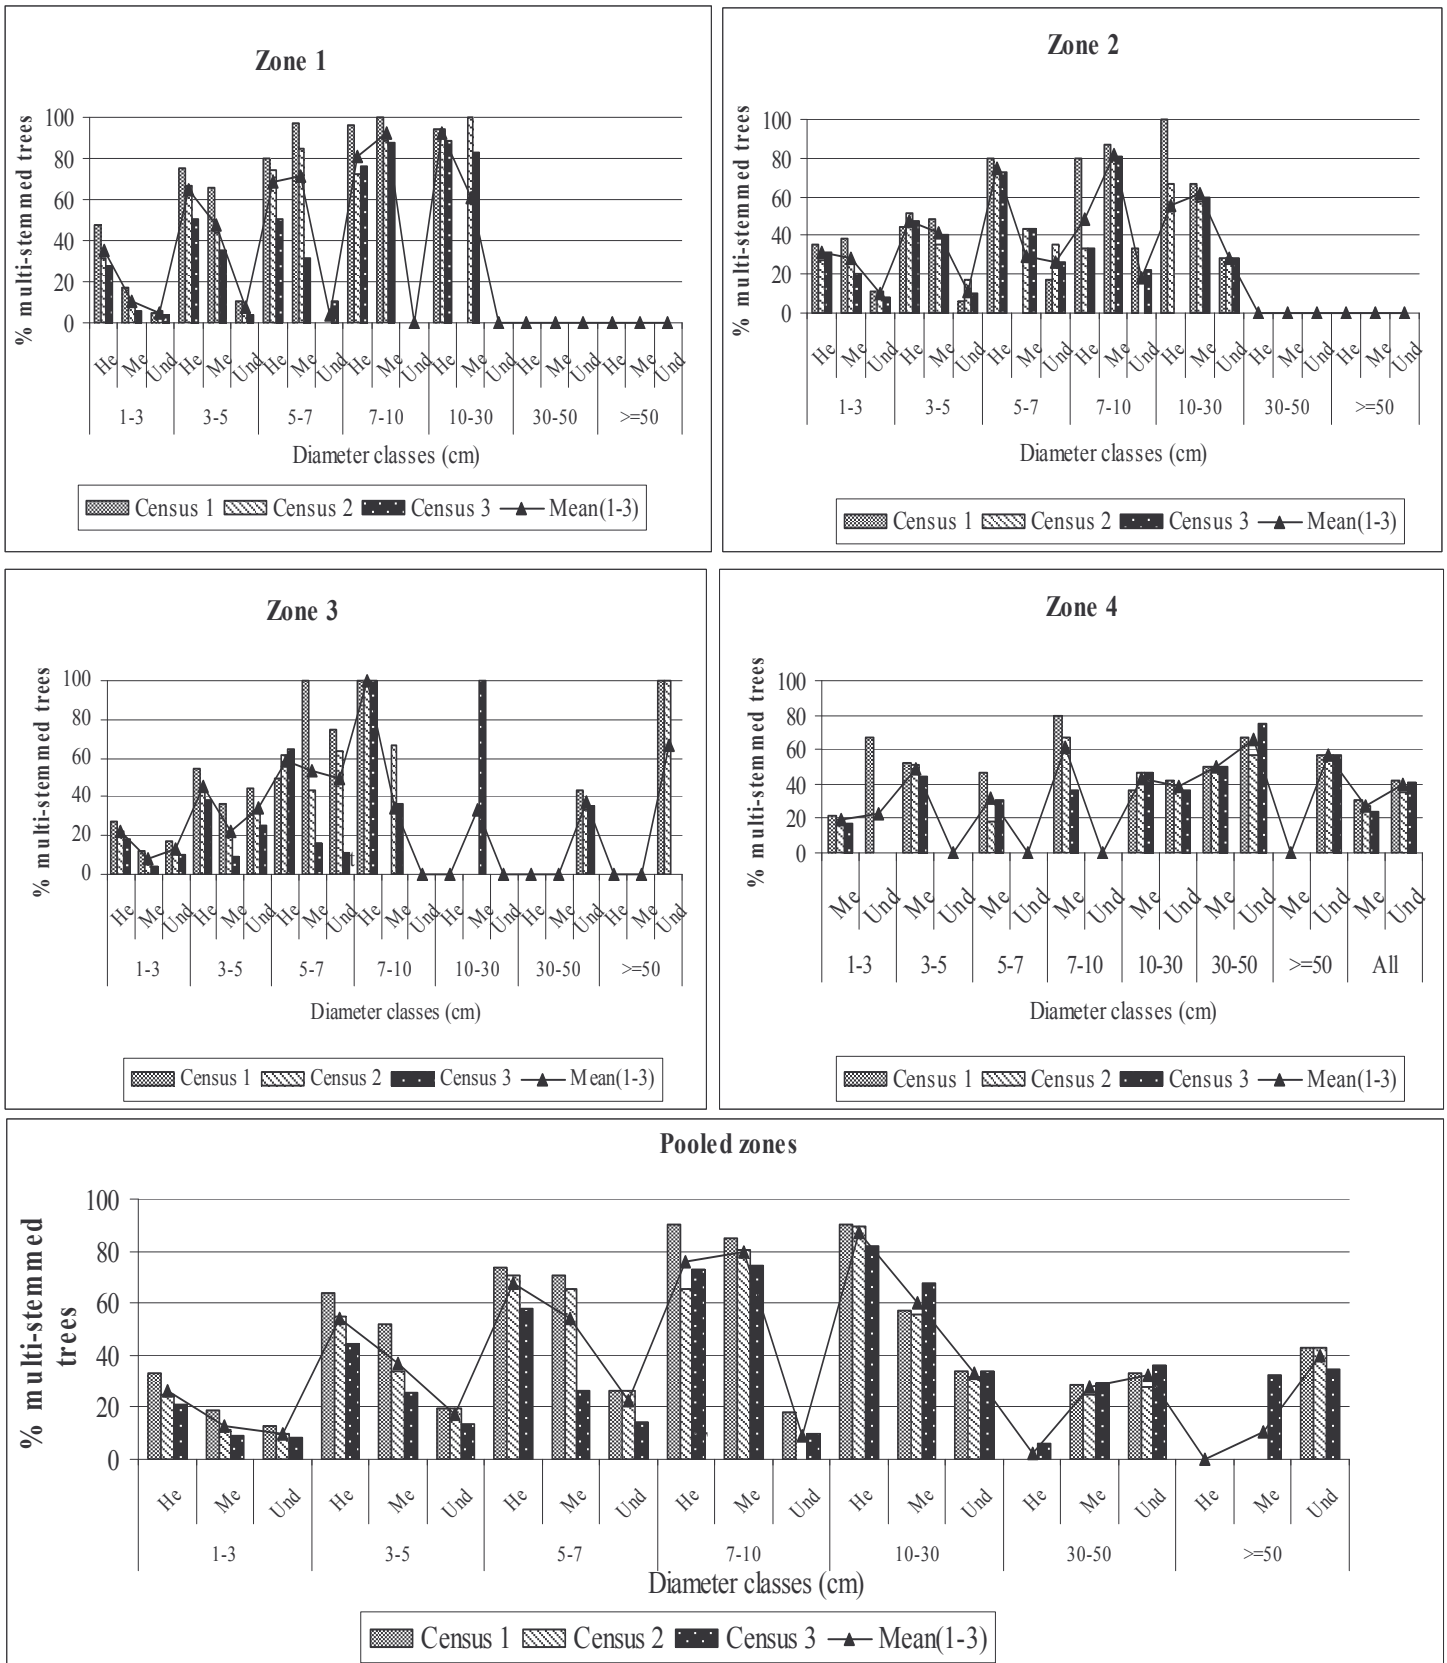 Zone 1
% multi-stemmed trees
100
80
60
40
20
0
He Me Und He Me Und He Me Und He Me Und He Me Und He Me Und He Me Und
1-3 3-5 5-7 7-10 10-30 30-50 >=50
Diameter classes (cm)
Census 1 Census 2 Census 3 Mean(1-3)
Zone 2
% multi-stemmed trees
100
80
60
40
20
0
He Me Und He Me Und He Me Und He Me Und He Me Und He Me Und He Me Und
1-3 3-5 5-7 7-10 10-30 30-50 >=50
Diameter classes (cm)
Census 1 Census 2 Census 3 Mean(1-3)
Zone 3
% multi-stemmed trees
100
80
60
40
20
0
t
He Me Und He Me Und He Me Und He Me Und He Me Und He Me Und He Me Und
1-3 3-5 5-7 7-10 10-30 30-50 >=50
Diameter classes (cm)
Census 1 Census 2 Census 3 Mean(1-3)
Zone 4
% multi-stemmed trees
100
80
60
40
20
0
Me Und Me Und Me Und Me Und Me Und Me Und Me Und Me Und
1-3 3-5 5-7 7-10 10-30 30-50 >=50 All
Diameter classes (cm)
Census 1 Census 2 Census 3 Mean(1-3)
Pooled zones
% multi-stemmed
trees
100
80
60
40
20
0
He Me Und He Me Und He Me Und He Me Und He Me Und He Me Und He Me Und
1-3 3-5 5-7 7-10 10-30 30-50 >=50
Diameter classes (cm)
Census 1 Census 2 Census 3 Mean(1-3)